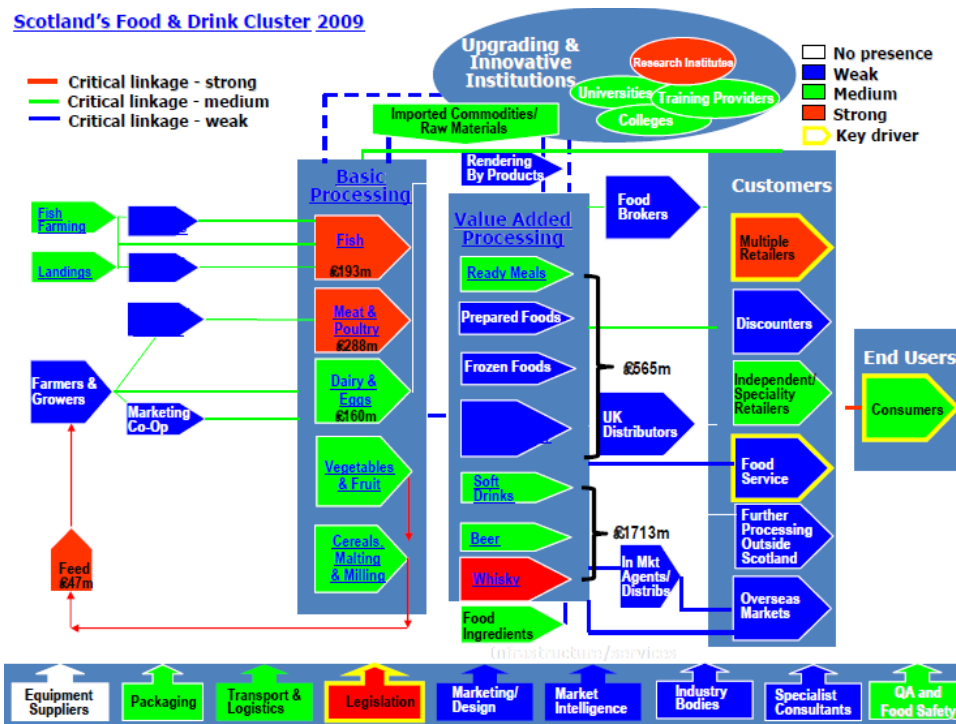 Scotland's Food & Drink Cluster 2009
Critical linkage - strong
Critical linkage - medium
Critical linkage - weak
Upgrading &
Innovative
Institutions
Research Institutes
Universities
Training Providers
Colleges
No presence
Weak
Medium
Strong
Key driver
Imported Commodities/
Raw Materials
Rendering
By Products
Food
Brokers
Basic
Processing
Fish
£193m
Meat &
Poultry
£288m
Dairy &
Eggs
£160m
Vegetables
& Fruit
Cereals,
Malting
& Milling
Fish
Farming
Landings
Farmers &
Growers
Marketing
Co-Op
Feed
£47m
Value Added
Processing
Ready Meals
Prepared Foods
Frozen Foods
Soft
Drinks
Beer
Whisky
Food
Ingredients
£565m
UK
Distributors
£1713m
In Mkt
Agents/
Distribs
Customers
Multiple
Retailers
Discounters
Independent/
Speciality
Retailers
Food
Service
Further
Processing
Outside
Scotland
Overseas
Markets
End Users
Consumers
Infrastructure/services
Equipment
Suppliers
Packaging
Transport &
Logistics
Legislation
Marketing/
Design
Market
Intelligence
Industry
Bodies
Specialist
Consultants
QA and
Food Safety